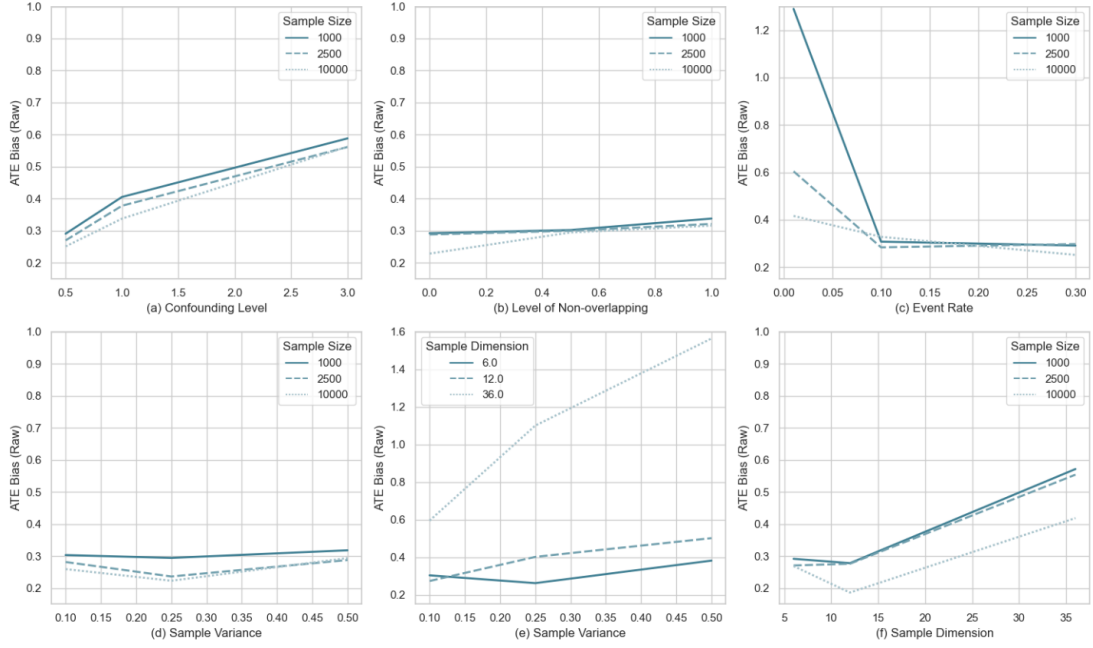 1.0
0.9
0.8
0.7
0.6
0.5
0.4
0.3
0.2
ATE Bias (Raw)
Sample Size
1000
2500
10000
0.5 1.0 1.5 2.0 2.5 3.0
(a) Confounding Level
1.0
0.9
0.8
0.7
0.6
0.5
0.4
0.3
0.2
ATE Bias (Raw)
Sample Size
1000
2500
10000
0.0 0.2 0.4 0.6 0.8 1.0
(b) Level of Non-overlapping
1.2
1.0
0.8
0.6
0.4
0.2
ATE Bias (Raw)
Sample Size
1000
2500
10000
0.00 0.05 0.10 0.15 0.20 0.25 0.30
(c) Event Rate
1.0
0.9
0.8
0.7
0.6
0.5
0.4
0.3
0.2
ATE Bias (Raw)
Sample Size
1000
2500
10000
0.10 0.15 0.20 0.25 0.30 0.35 0.40 0.45 0.50
(d) Sample Variance
1.6
1.4
1.2
1.0
0.8
0.6
0.4
0.2
ATE Bias (Raw)
Sample Dimension
6.0
12.0
36.0
0.10 0.15 0.20 0.25 0.30 0.35 0.40 0.45 0.50
(e) Sample Variance
1.0
0.9
0.8
0.7
0.6
0.5
0.4
0.3
0.2
ATE Bias (Raw)
Sample Size
1000
2500
10000
5 10 15 20 25 30 35
(f) Sample Dimension